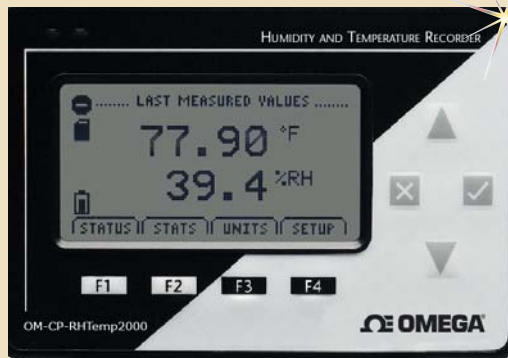 HUMIDITY AND TEMPERATURE RECORDER
........ LAST MEASURED VALUES ........
77.90 °F
39.4 %RH
STATUS STATS UNITS SETUP
F1 F2 F3 F4
OM-CP-RHTemp2000
OMEGA®